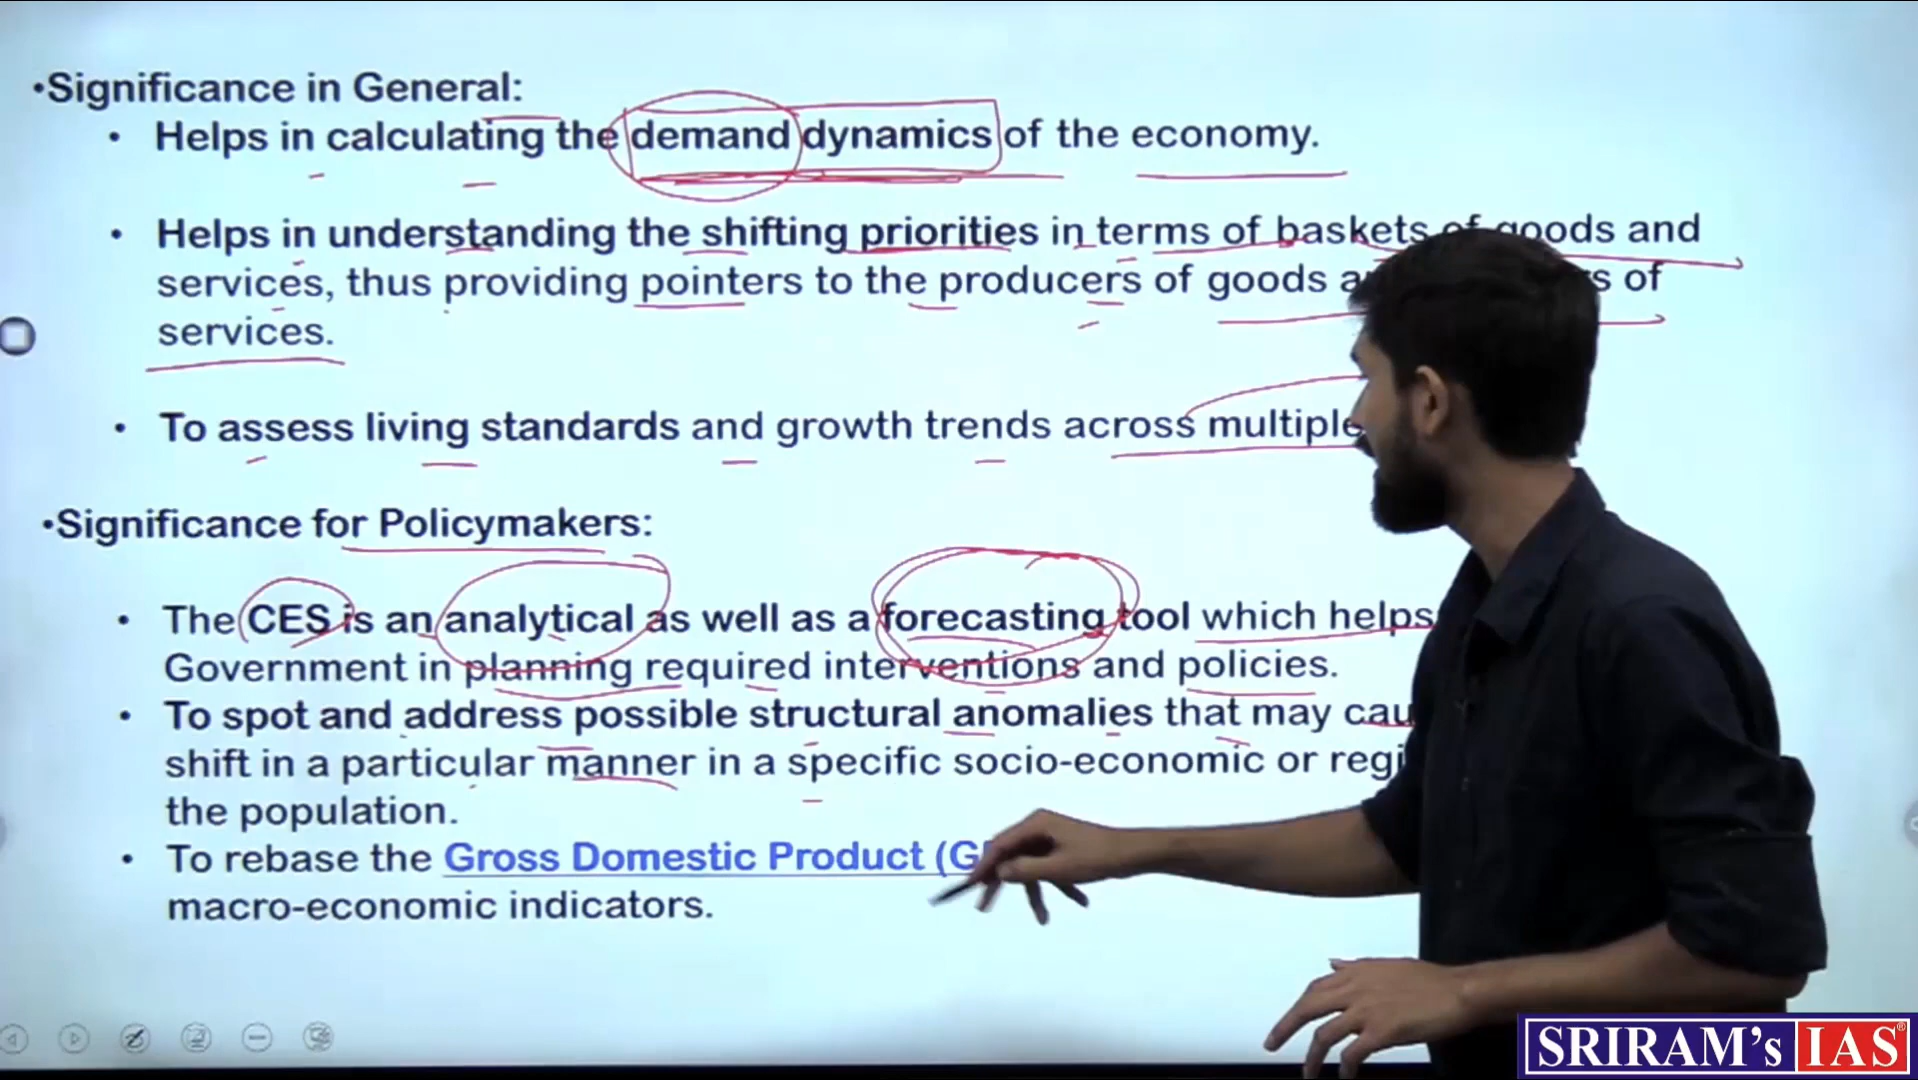 •Significance in General:
• Helps in calculating the demand dynamics of the economy.
• Helps in understanding the shifting priorities in terms of baskets of goods and
services, thus providing pointers to the producers of goods of
services.
• To assess living standards and growth trends across multiple
•Significance for Policymakers:
• The CES is an analytical as well as a forecasting tool which helps
Government in planning required interventions and policies.
• To spot and address possible structural anomalies that may
shift in a particular manner in a specific socio-economic or
the population.
• To rebase the Gross Domestic Product
macro-economic indicators.
SRIRAM's IAS®